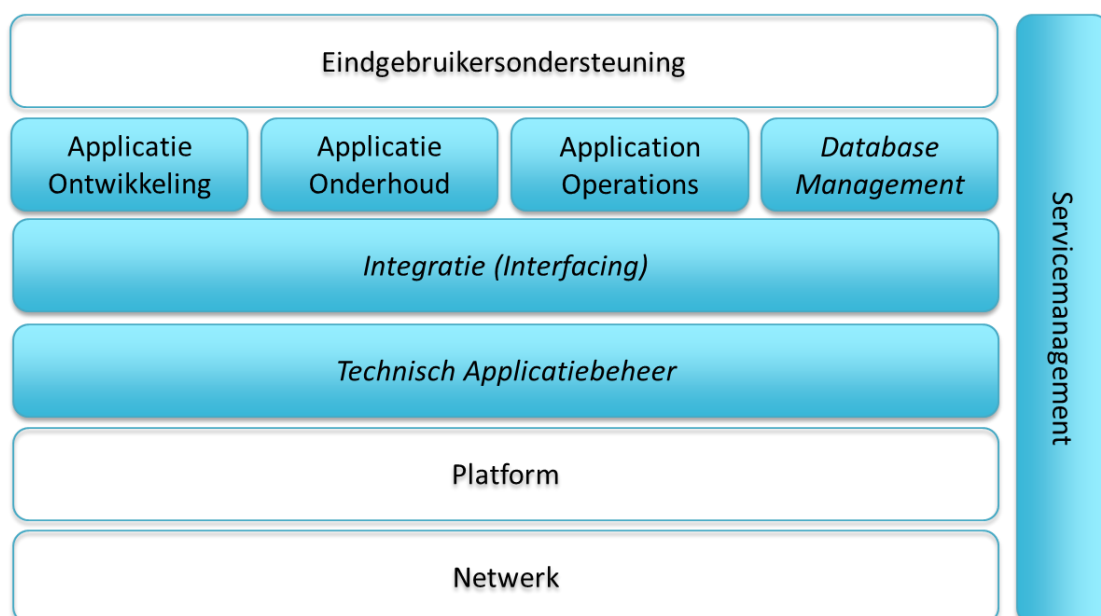 Eindgebruikersondersteuning
Applicatie
Ontwikkeling
Applicatie
Onderhoud
Application
Operations
Database
Management
Integratie (Interfacing)
Technisch Applicatiebeheer
Platform
Netwerk
Servicemanagement